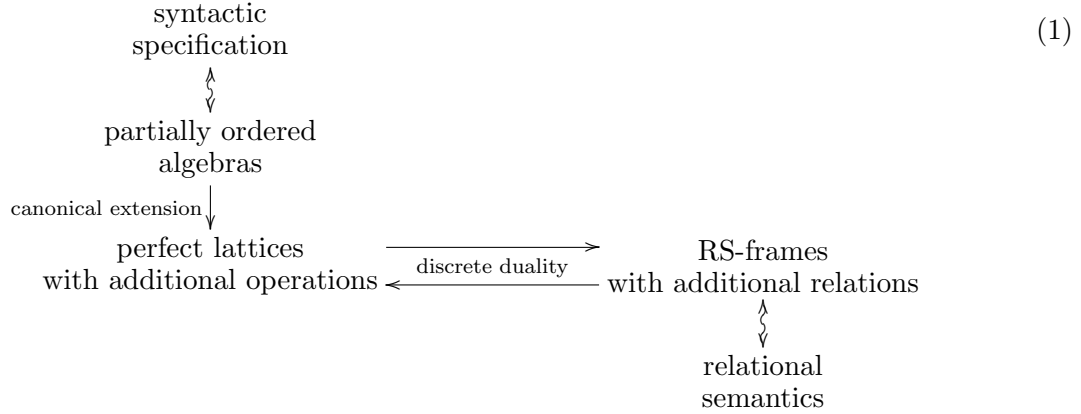 syntactic
specification
(1)
partially ordered
algebras
canonical extension
perfect lattices
with additional operations
discrete duality
RS-frames
with additional relations
relational
semantics